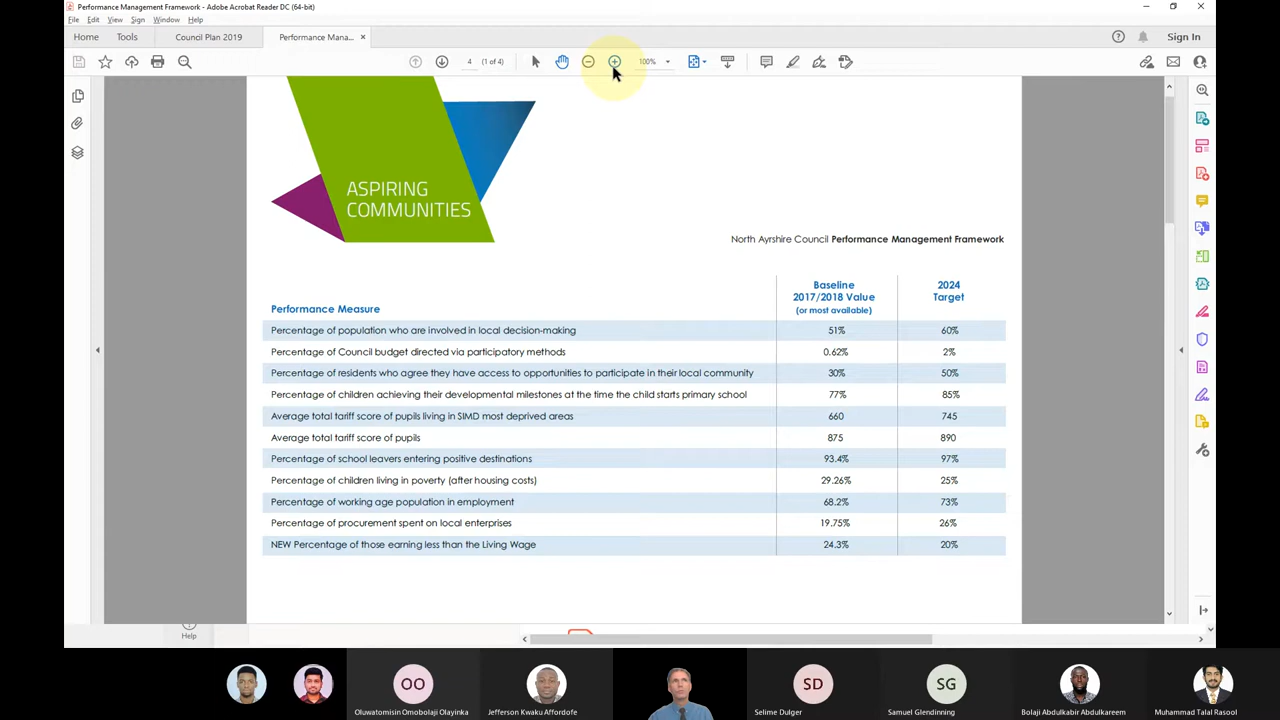 Performance Management Framework - Adobe Acrobat Reader DC (64-bit)
File Edit View Sign Window Help
Home Tools Council Plan 2019 Performance Mana... × Sign In
4 (1 of 4) 100%
ASPIRING
COMMUNITIES
North Ayrshire Council Performance Management Framework
Performance Measure
Baseline
2017/2018 Value
(or most available)
2024
Target
Percentage of population who are involved in local decision-making 51% 60%
Percentage of Council budget directed via participatory methods 0.62% 2%
Percentage of residents who agree they have access to opportunities to participate in their local community 30% 50%
Percentage of children achieving their developmental milestones at the time the child starts primary school 77% 85%
Average total tariff score of pupils living in SIMD most deprived areas 660 745
Average total tariff score of pupils 875 890
Percentage of school leavers entering positive destinations 93.4% 97%
Percentage of children living in poverty (after housing costs) 29.26% 25%
Percentage of working age population in employment 68.2% 73%
Percentage of procurement spent on local enterprises 19.75% 26%
NEW Percentage of those earning less than the Living Wage 24.3% 20%
Help
OO SD SG
Oluwatomisin Omobolaji Olayinka Jefferson Kwaku Affordofe Selime Dulger Samuel Glendinning Bolaji Abdulkabir Abdulkareem Muhammad Talal Rasool